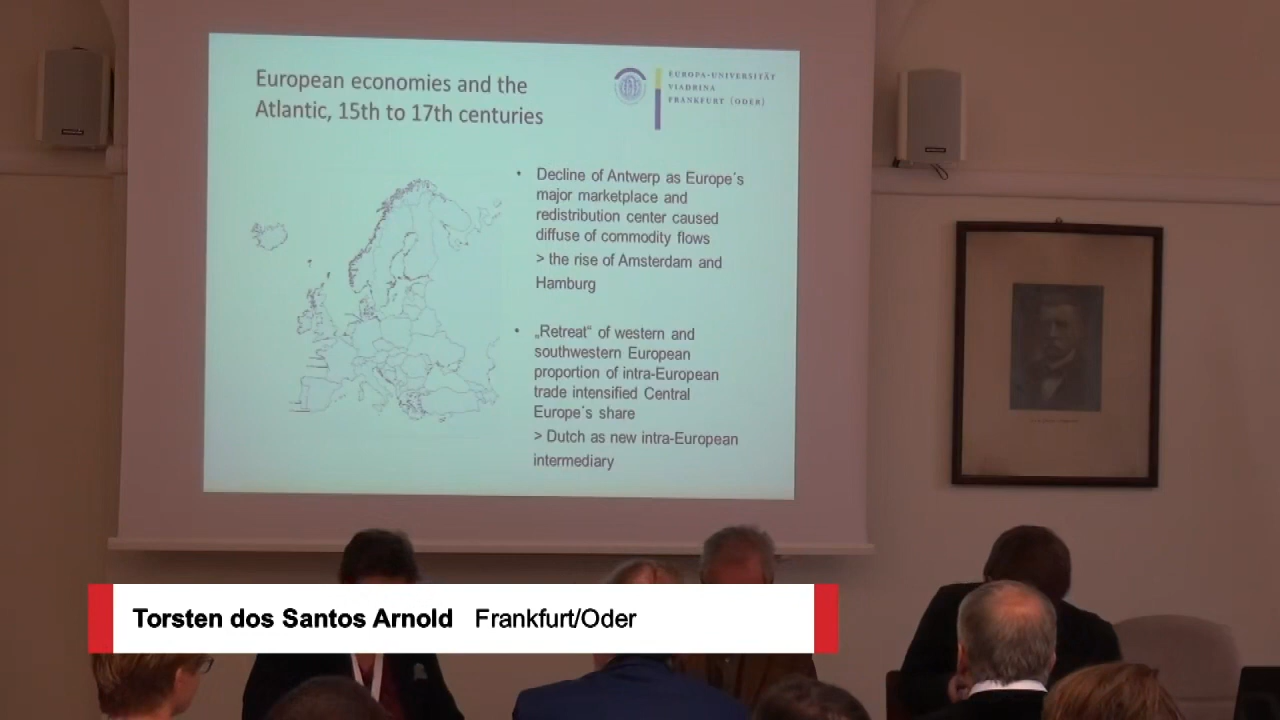 European economies and the
Atlantic, 15th to 17th centuries
EUROPA-UNIVERSITÄT
VIADRINA
FRANKFURT (ODER)
• Decline of Antwerp as Europe´s
major marketplace and
redistribution center caused
diffuse of commodity flows
> the rise of Amsterdam and
Hamburg
• „Retreat“ of western and
southwestern European
proportion of intra-European
trade intensified Central
Europe´s share
> Dutch as new intra-European
intermediary
Torsten dos Santos Arnold Frankfurt/Oder